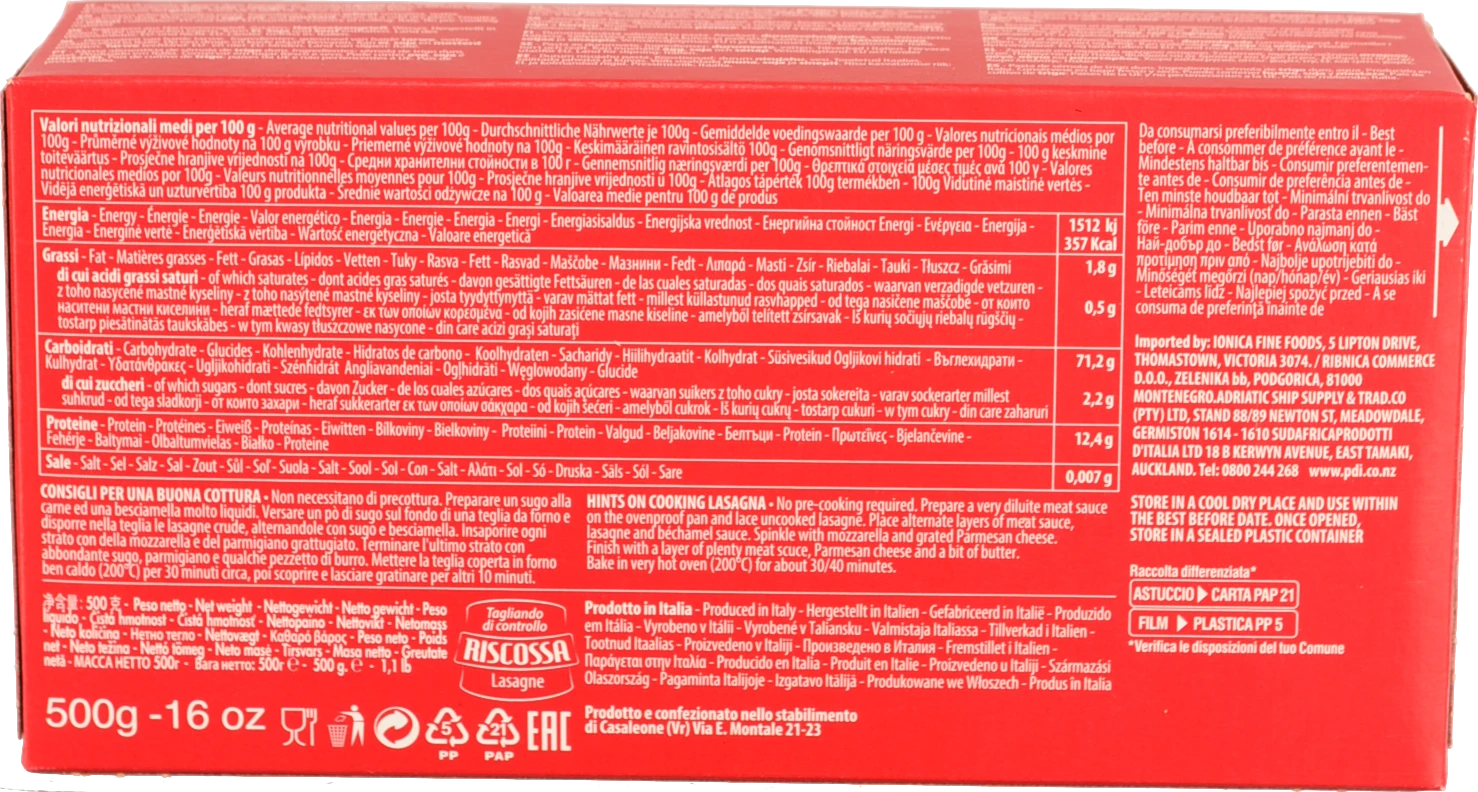 Valori nutrizionali medi per 100 g - Average nutritional values per 100g - Durchschnittliche Nährwerte je 100g - Gemiddelde voedingswaarde per 100 g - Valores nutricionais médios por
100g - Průměrné výživové hodnoty na 100 g výrobku - Priemerné výživové hodnoty na 100g - Keskimääräinen ravintosisältö 100g - Genomsnittligt näringsvärde per 100g - 100 g keskmine
toiteväärtus - Prosječne hranjive vrijednosti na 100g - Средни хранителни стойности в 100 г - Gennemsnitlig næringsværdi per 100g - Θρεπτικά στοιχεία μέσες τιμές ανά 100 γ - Valores
nutricionales medios por 100g - Valeurs nutritionnelles moyennes pour 100g - Prosječne hranjive vrijednosti u 100g - Átlagos tápérték 100g termékben - 100g Vidutinė maistinė vertės -
Vidējā enerģētiskā un uzturvērtība 100 g produkta - Średnie wartości odżywcze na 100 g - Valoarea medie pentru 100 g de produs
Energia - Energy - Énergie - Energie - Valor energético - Energia - Energie - Energia - Energi - Energiasisaldus - Energijska vrednost - Енергийна стойност Energi - Ενέργεια - Energija -
Energia - Energinė vertė - Enerģētiskā vērtība - Wartość energetyczna - Valoare energetică
1512 kj
357 Kcal
Grassi - Fat - Matières grasses - Fett - Grasas - Lípidos - Vetten - Tuky - Rasva - Fett - Rasvad - Maščobe - Мазнини - Fedt - Λιπαρά - Masti - Zsír - Riebalai - Tauki - Tłuszcz - Grăsimi
1,8 g
di cui acidi grassi saturi - of which saturates - dont acides gras saturés - davon gesättigte Fettsäuren - de las cuales saturadas - dos quais saturados - waarvan verzadigde vetzuren -
z toho nasycené mastné kyseliny - z toho nasýtené mastné kyseliny - josta tyydyttynyttä - varav mättat fett - millest küllastunud rasvhapped - od tega nasičene maščobe - от които
наситени мастни киселини - heraf mættede fedtsyrer - εκ των οποίων κορεσμένα - od kojih zasićene masne kiseline - amelyből telített zsírsavak - Iš kurių sočiųjų riebalų rūgščių -
tostarp piesātinātās taukskābes - w tym kwasy tłuszczowe nasycone - din care acizi grași saturați
0,5 g
Carboidrati - Carbohydrate - Glucides - Kohlenhydrate - Hidratos de carbono - Koolhydraten - Sacharidy - Hiilihydraatit - Kolhydrat - Süsivesikud Ogljikovi hidrati - Въглехидрати -
Kulhydrat - Υδατάνθρακες - Ugljikohidrati - Szénhidrát Angliavandeniai - Ogļhidrāti - Węglowodany - Glucide
71,2 g
di cui zuccheri - of which sugars - dont sucres - davon Zucker - de los cuales azúcares - dos quais açúcares - waarvan suikers z toho cukry - josta sokereita - varav sockerarter millest
suhkrud - od tega sladkorji - от които захари - heraf sukkerarter εκ των οποίων σάκχαρα - od kojih šećeri - amelyből cukrok - Iš kurių cukrų - tostarp cukuri - w tym cukry - din care zaharuri
2,2 g
Proteine - Protein - Protéines - Eiweiß - Proteínas - Eiwitten - Bílkoviny - Bielkoviny - Proteiini - Protein - Valgud - Beljakovine - Белтъци - Protein - Πρωτεΐνες - Bjelančevine -
Fehérje - Baltymai - Olbaltumvielas - Białko - Proteine
12,4 g
Sale - Salt - Sel - Salz - Sal - Zout - Sůl - Soľ - Suola - Salt - Sool - Sol - Сол - Salt - Αλάτι - Sol - Só - Druska - Sāls - Sól - Sare
0,007 g
CONSIGLI PER UNA BUONA COTTURA • Non necessitano di precottura. Preparare un sugo alla
carne ed una besciamella molto liquidi. Versare un pò di sugo sul fondo di una teglia da forno e
disporre nella teglia le lasagne crude, alternandole con sugo e besciamella. Insaporire ogni
strato con della mozzarella e del parmigiano grattugiato. Terminare l'ultimo strato con
abbondante sugo, parmigiano e qualche pezzetto di burro. Mettere la teglia coperta in forno
ben caldo (200°C) per 30 minuti circa, poi scoprire e lasciare gratinare per altri 10 minuti.
HINTS ON COOKING LASAGNA • No pre-cooking required. Prepare a very diluite meat sauce
on the ovenproof pan and lace uncooked lasagne. Place alternate layers of meat sauce,
lasagne and béchamel sauce. Spinkle with mozzarella and grated Parmesan cheese.
Finish with a layer of plenty meat scuce, Parmesan cheese and a bit of butter.
Bake in very hot oven (200°C) for about 30/40 minutes.
净含量: 500 克 - Peso netto - Net weight - Nettogewicht - Netto gewicht - Peso
líquido - Čistá hmotnost - Čistá hmotnosť - Nettopaino - Nettovikt - Netomass
- Neto količina - Нетно тегло - Nettovægt - Καθαρό βάρος - Peso neto - Poids
net - Neto težina - Nettó tömeg - Neto masė - Tirsvars - Masa netto - Greutate
netă - МАССА НЕТТО 500г - Вага нетто: 500г e - 500 g. e - 1,1 lb
500g -16 oz
5
PP
21
PAP
EAC
Tagliando
di controllo
RISCOSSA
Lasagne
Prodotto in Italia - Produced in Italy - Hergestellt in Italien - Gefabriceerd in Italië - Produzido
em Itália - Vyrobeno v Itálii - Vyrobené v Taliansku - Valmistaja Italiassa - Tillverkad i Italien -
Tootnud Itaalias - Proizvedeno v Italiji - Произведено в Италия - Fremstillet i Italien -
Παράγεται στην Ιταλία - Producido en Italia - Produit en Italie - Proizvedeno u Italiji - Származási
Olaszország - Pagaminta Italijoje - Izgatavo Itālijā - Produkowane we Włoszech - Produs în Italia
Prodotto e confezionato nello stabilimento
di Casaleone (Vr) Via E. Montale 21-23
Da consumarsi preferibilmente entro il - Best
before - A consommer de préférence avant le -
Mindestens haltbar bis - Consumir preferentemen-
te antes de - Consumir de preferência antes de -
Ten minste houdbaar tot - Minimální trvanlivost do
- Minimálna trvanlivosť do - Parasta ennen - Bäst
före - Parim enne - Uporabno najmanj do -
Най-добър до - Bedst før - Ανάλωση κατά
προτίμηση πριν από - Najbolje upotrijebiti do -
Minőségét megőrzi (nap/hónap/év) - Geriausias iki
- Leteicams līdz - Najlepiej spożyć przed - A se
consuma de preferință înainte de
Imported by: IONICA FINE FOODS, 5 LIPTON DRIVE,
THOMASTOWN, VICTORIA 3074. / RIBNICA COMMERCE
D.O.O., ZELENIKA bb, PODGORICA, 81000
MONTENEGRO.ADRIATIC SHIP SUPPLY & TRAD.CO
(PTY) LTD, STAND 88/89 NEWTON ST, MEADOWDALE,
GERMISTON 1614 - 1610 SUDAFRICAPRODOTTI
D'ITALIA LTD 18 B KERWYN AVENUE, EAST TAMAKI,
AUCKLAND. Tel: 0800 244 268 www.pdi.co.nz
STORE IN A COOL DRY PLACE AND USE WITHIN
THE BEST BEFORE DATE. ONCE OPENED,
STORE IN A SEALED PLASTIC CONTAINER
Raccolta differenziata*
ASTUCCIO ▶ CARTA PAP 21
FILM ▶ PLASTICA PP 5
*Verifica le disposizioni del tuo Comune